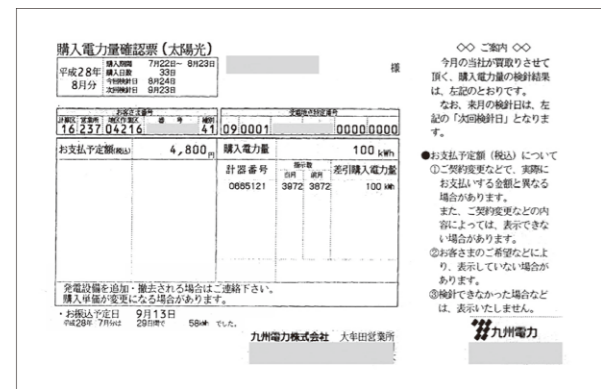 購入電力量確認票(太陽光)
平成28年
8月分
購入期間 7月22日~ 8月23日
購入日数 33日
今回検針日 8月24日
次回検針日 9月23日
様
お客さま番号
計算区 営業所 地区作業区 番号 種別
16 237 04216 41
受電地点特定番号
09 0001 0000 0000
お支払予定額(税込) 4,800円
購入電力量 100 kWh
計器番号 指示数 差引購入電力量
当月 前月
0665121 3972 3872 100 kWh
発電設備を追加・撤去される場合はご連絡下さい。
購入単価が変更になる場合があります。
・お振込予定日 9月13日
平成28年 7月分は 29日間で 58kWh でした。
九州電力株式会社 大牟田営業所
◇◇ ご案内 ◇◇
今月の当社が買取りさせて
頂く、購入電力量の検針結果
は、左記のとおりです。
なお、来月の検針日は、左
記の「次回検針日」となりま
す。
●お支払予定額(税込)について
①ご契約変更などで、実際に
お支払いする金額と異なる
場合があります。
また、ご契約変更などの内
容によっては、表示できな
い場合があります。
②お客さまのご希望などによ
り、表示していない場合が
あります。
③検針できなかった場合など
は、表示いたしません。
九州電力